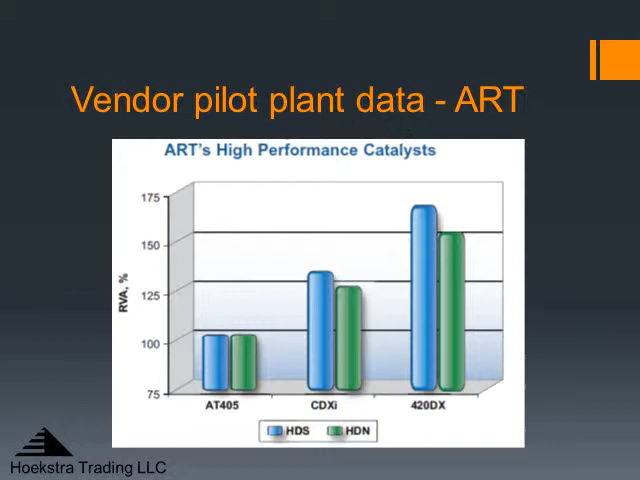 Vendor pilot plant data - ART
ART's High Performance Catalysts
175
150
125
100
75
RVA, %
AT405 CDXi 420DX
HDS HDN
Hoekstra Trading LLC